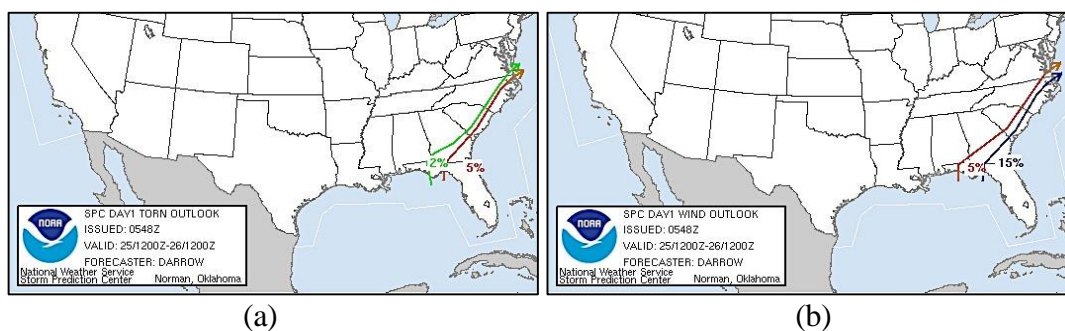 2%
5%
SPC DAY1 TORN OUTLOOK
ISSUED: 0548Z
VALID: 25/1200Z-26/1200Z
FORECASTER: DARROW
NOAA
National Weather Service
Storm Prediction Center
Norman, Oklahoma
(a)
5%
15%
SPC DAY1 WIND OUTLOOK
ISSUED: 0548Z
VALID: 25/1200Z-26/1200Z
FORECASTER: DARROW
NOAA
National Weather Service
Storm Prediction Center
Norman, Oklahoma
(b)